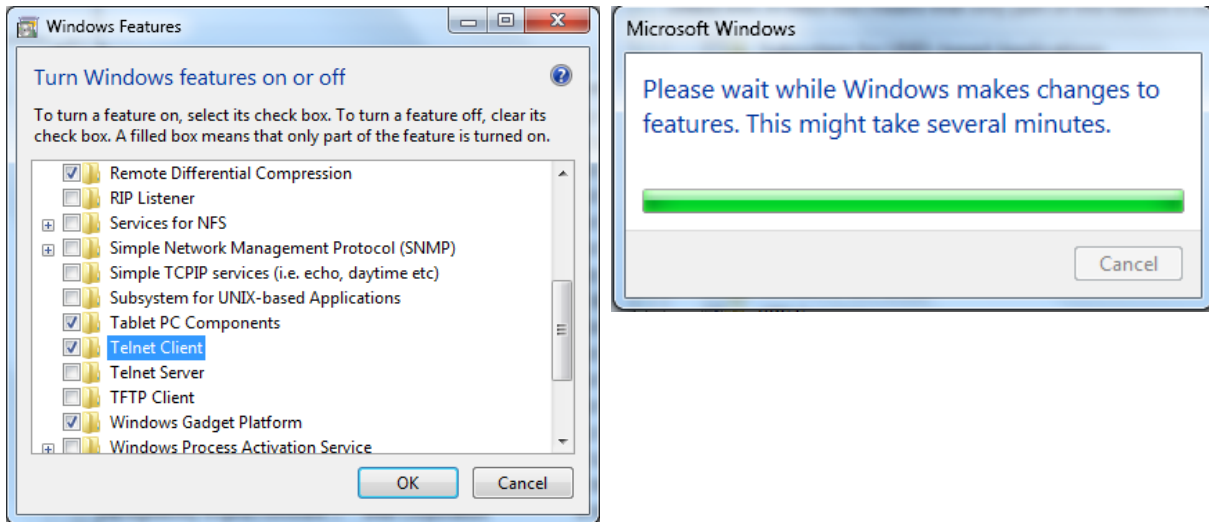 Windows Features
Turn Windows features on or off
To turn a feature on, select its check box. To turn a feature off, clear its
check box. A filled box means that only part of the feature is turned on.
Remote Differential Compression
RIP Listener
Services for NFS
Simple Network Management Protocol (SNMP)
Simple TCPIP services (i.e. echo, daytime etc)
Subsystem for UNIX-based Applications
Tablet PC Components
Telnet Client
Telnet Server
TFTP Client
Windows Gadget Platform
Windows Process Activation Service
OK
Cancel
Microsoft Windows
Please wait while Windows makes changes to
features. This might take several minutes.
Cancel